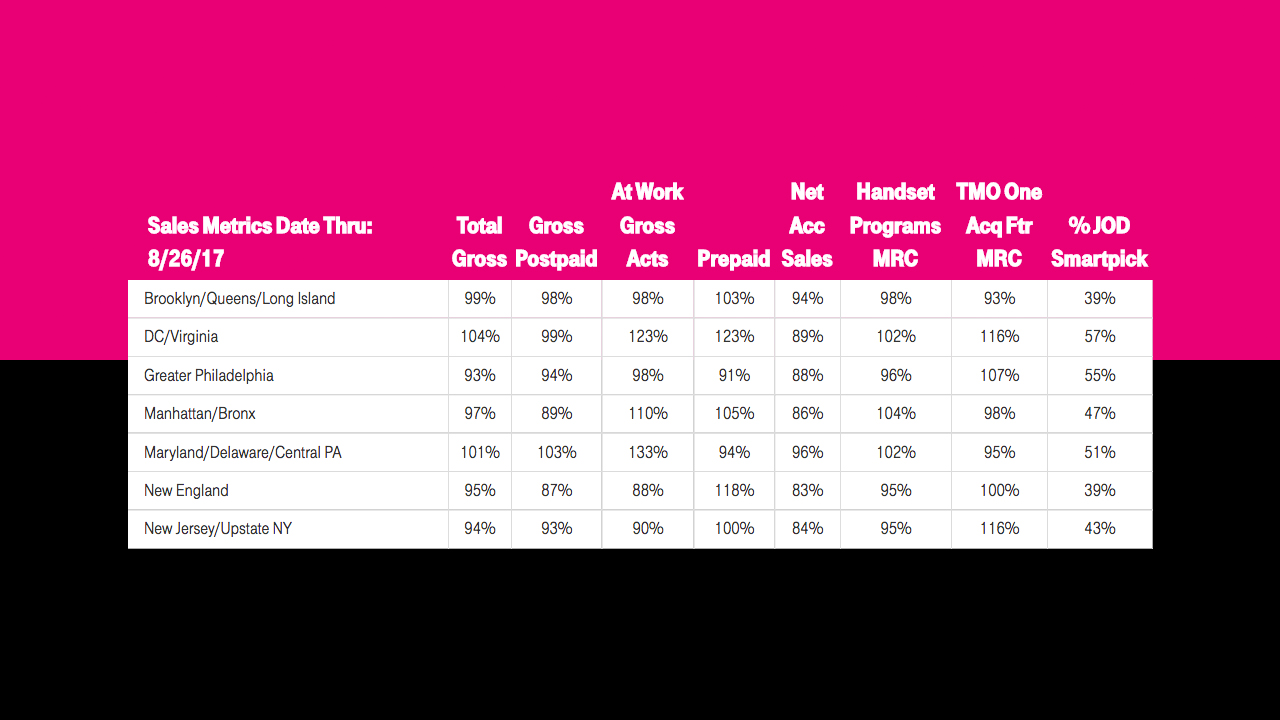 Sales Metrics Date Thru: 8/26/17 | Total Gross | Gross Postpaid | At Work Gross Acts | Prepaid | Net Acc Sales | Handset Programs MRC | TMO One Acq Ftr MRC | % JOD Smartpick
Brooklyn/Queens/Long Island 99% 98% 98% 103% 94% 98% 93% 39%
DC/Virginia 104% 99% 123% 123% 89% 102% 116% 57%
Greater Philadelphia 93% 94% 98% 91% 88% 96% 107% 55%
Manhattan/Bronx 97% 89% 110% 105% 86% 104% 98% 47%
Maryland/Delaware/Central PA 101% 103% 133% 94% 96% 102% 95% 51%
New England 95% 87% 88% 118% 83% 95% 100% 39%
New Jersey/Upstate NY 94% 93% 90% 100% 84% 95% 116% 43%